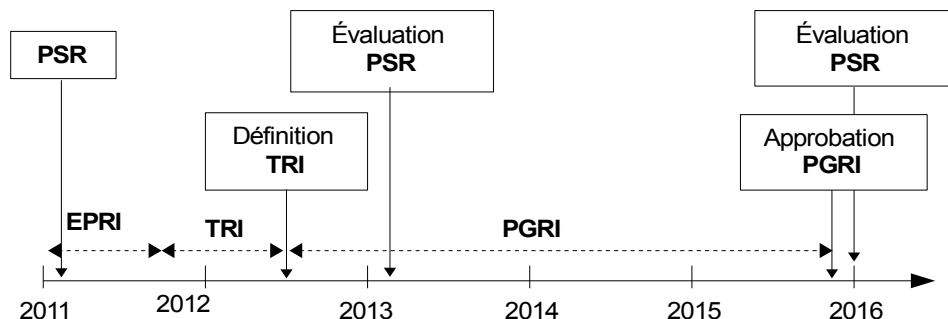 PSR
Évaluation
PSR
Évaluation
PSR
Définition
TRI
Approbation
PGRI
EPRI
TRI
PGRI
2011
2012
2013
2014
2015
2016